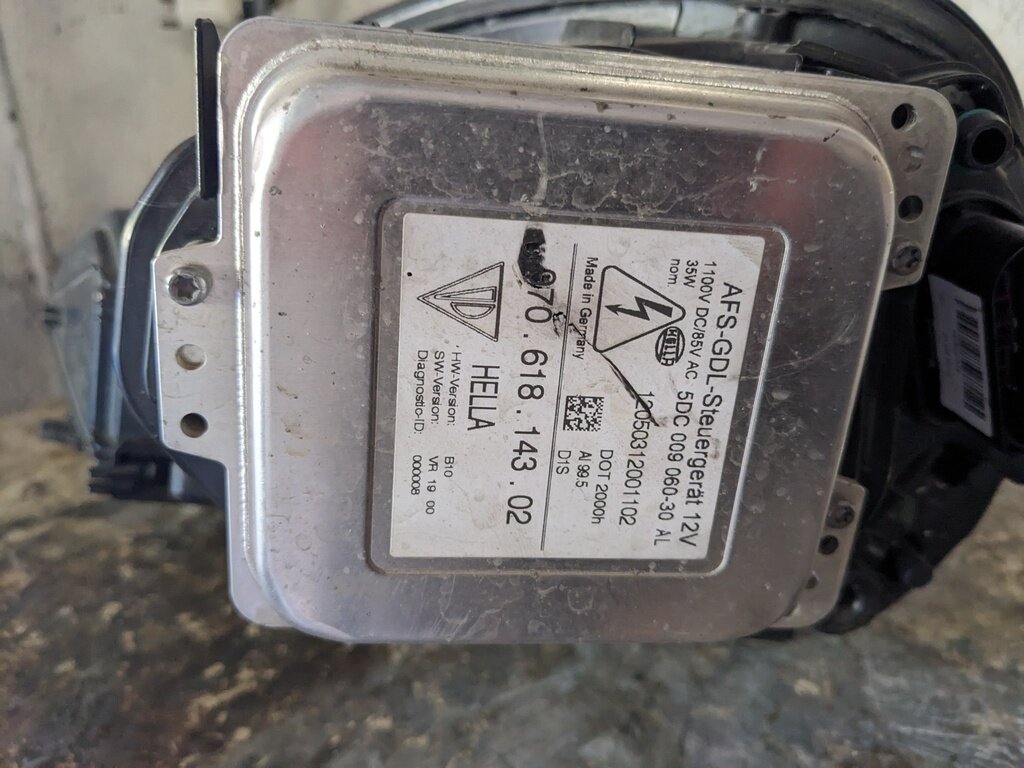 AFS-GDL-Steuergerät 12V
1100V DC/85V AC 5DC 009 060-30 AL
35W
nom.
HELLA
12050312001102
DOT 2000h
Al 99.5
D1S
Made in Germany
970.618.143.02
HELLA
HW-Version: B10
SW-Version: VR 19 00
Diagnostic-ID: 000008